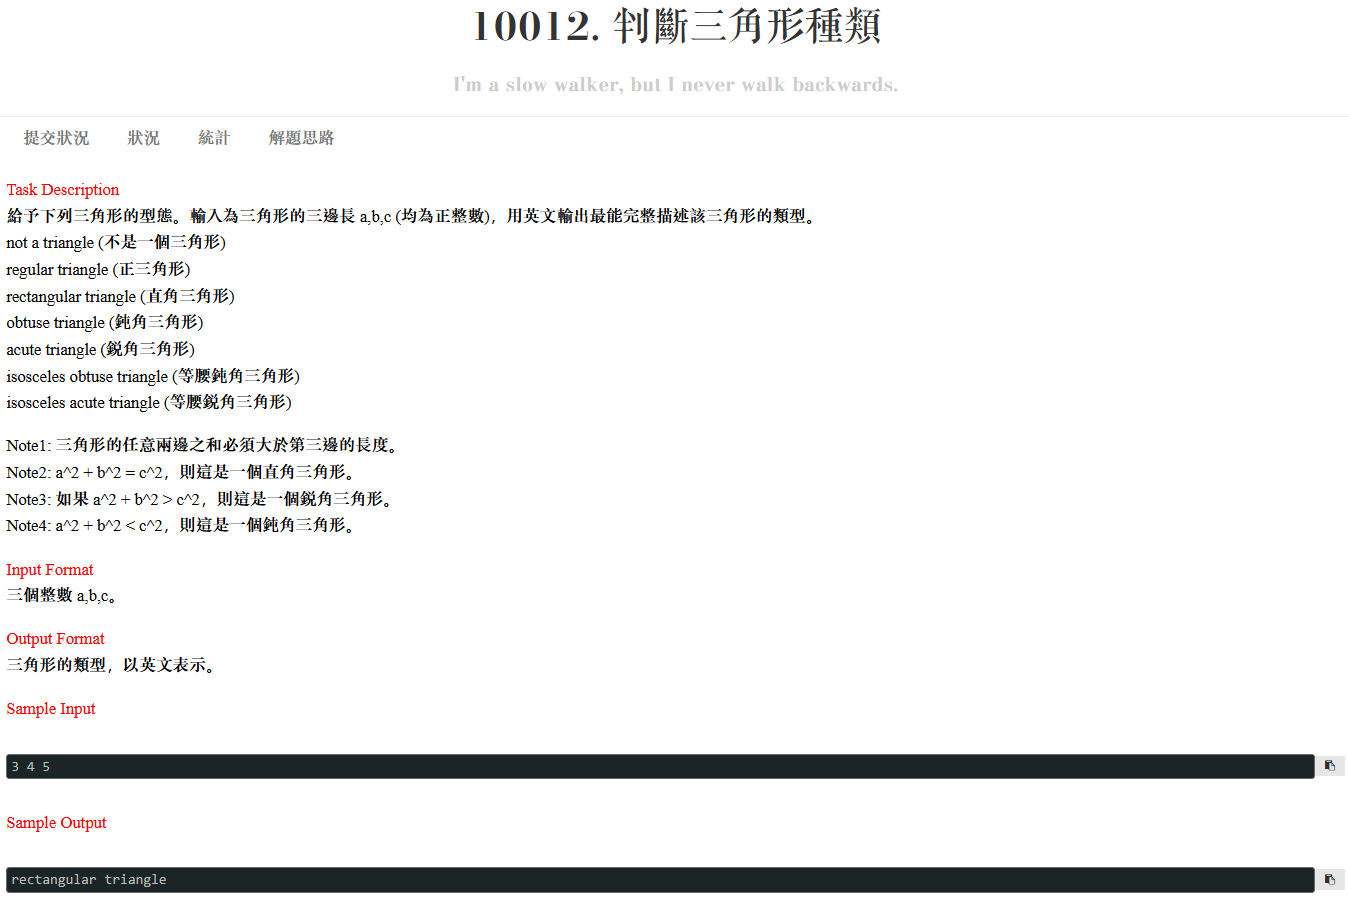 10012. 判斷三角形種類
I'm a slow walker, but I never walk backwards.
提交狀況 狀況 統計 解題思路
Task Description
給予下列三角形的型態。輸入為三角形的三邊長 a,b,c (均為正整數)，用英文輸出最能完整描述該三角形的類型。
not a triangle (不是一個三角形)
regular triangle (正三角形)
rectangular triangle (直角三角形)
obtuse triangle (鈍角三角形)
acute triangle (銳角三角形)
isosceles obtuse triangle (等腰鈍角三角形)
isosceles acute triangle (等腰銳角三角形)
Note1: 三角形的任意兩邊之和必須大於第三邊的長度。
Note2: a^2 + b^2 = c^2，則這是一個直角三角形。
Note3: 如果 a^2 + b^2 > c^2，則這是一個銳角三角形。
Note4: a^2 + b^2 < c^2，則這是一個鈍角三角形。
Input Format
三個整數 a,b,c。
Output Format
三角形的類型，以英文表示。
Sample Input
3 4 5
Sample Output
rectangular triangle